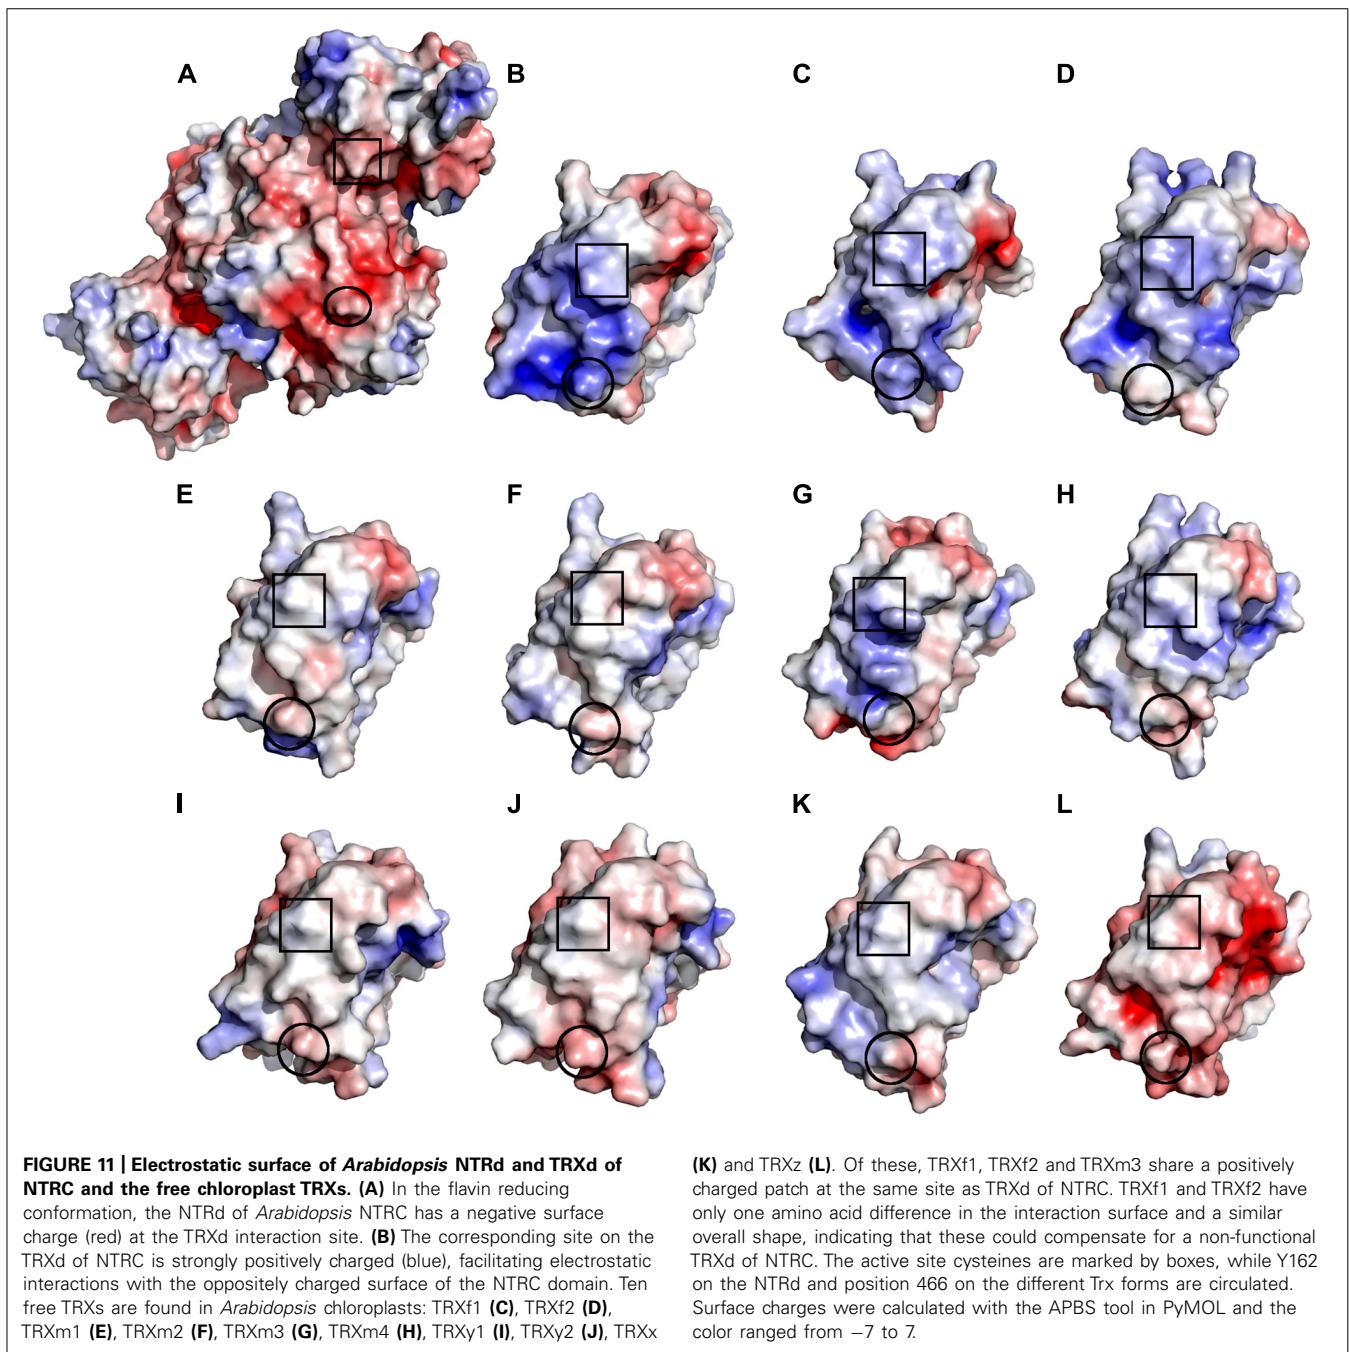 A
B
C
D
E
F
G
H
I
J
K
L
FIGURE 11 | Electrostatic surface of Arabidopsis NTRd and TRXd of
NTRC and the free chloroplast TRXs. (A) In the flavin reducing
conformation, the NTRd of Arabidopsis NTRC has a negative surface
charge (red) at the TRXd interaction site. (B) The corresponding site on the
TRXd of NTRC is strongly positively charged (blue), facilitating electrostatic
interactions with the oppositely charged surface of the NTRC domain. Ten
free TRXs are found in Arabidopsis chloroplasts: TRXf1 (C), TRXf2 (D),
TRXm1 (E), TRXm2 (F), TRXm3 (G), TRXm4 (H), TRXy1 (I), TRXy2 (J), TRXx
(K) and TRXz (L). Of these, TRXf1, TRXf2 and TRXm3 share a positively
charged patch at the same site as TRXd of NTRC. TRXf1 and TRXf2 have
only one amino acid difference in the interaction surface and a similar
overall shape, indicating that these could compensate for a non-functional
TRXd of NTRC. The active site cysteines are marked by boxes, while Y162
on the NTRd and position 466 on the different Trx forms are circulated.
Surface charges were calculated with the APBS tool in PyMOL and the
color ranged from −7 to 7.